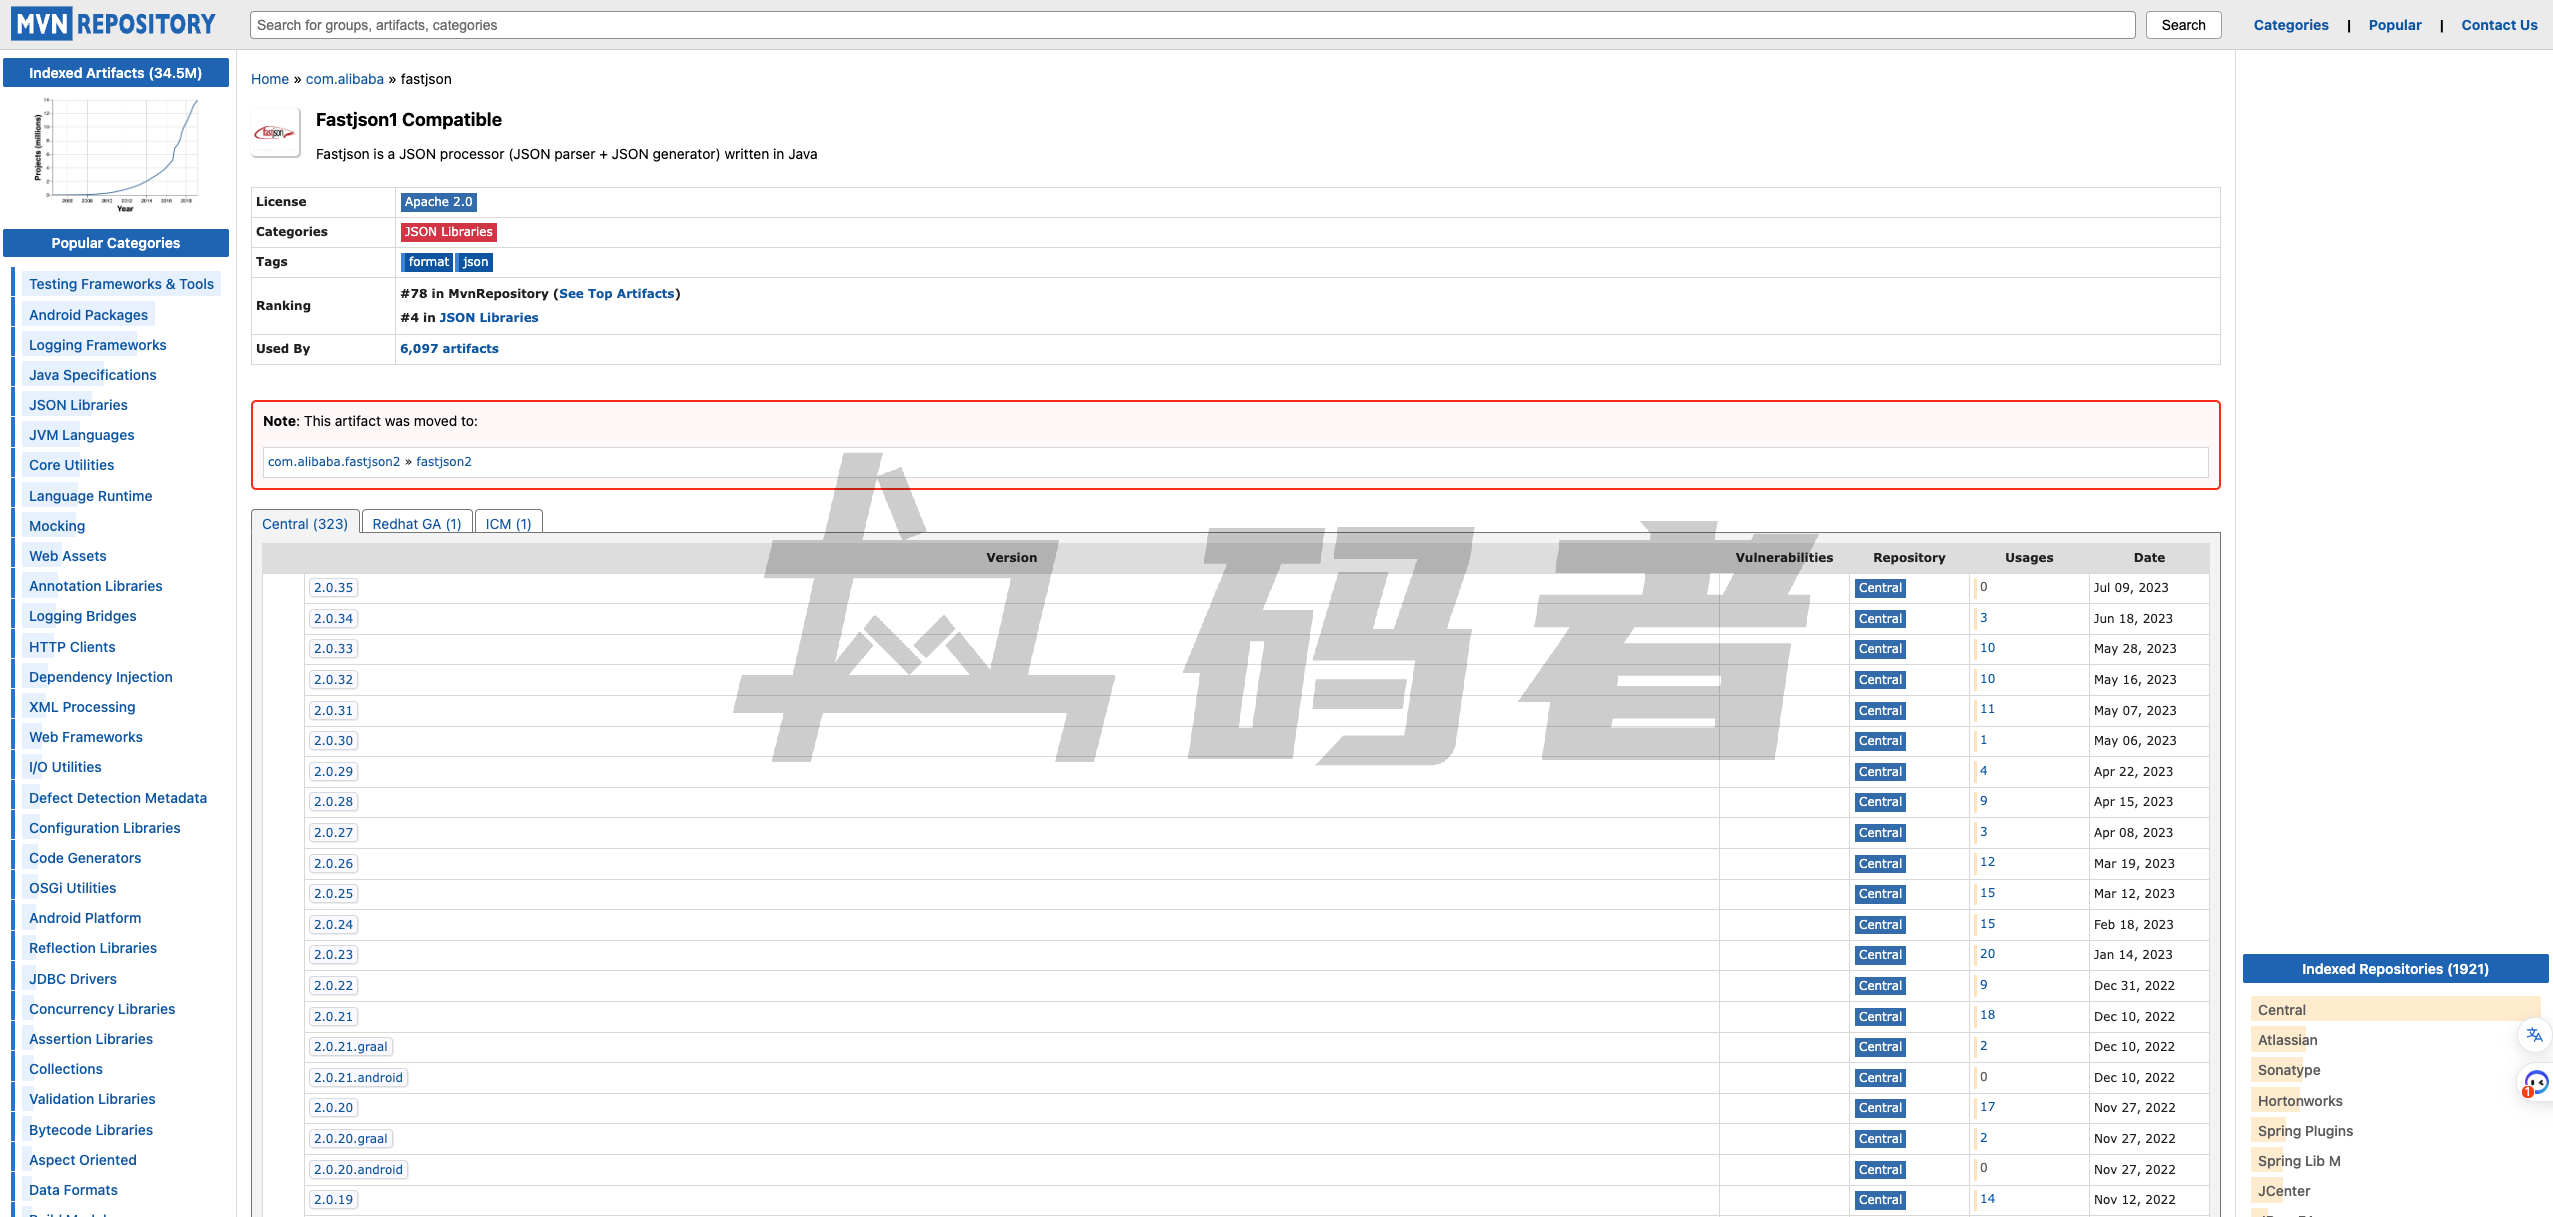 MVN REPOSITORY
Search for groups, artifacts, categories
Search
Categories | Popular | Contact Us
Indexed Artifacts (34.5M)
Projects (millions)
Year
Popular Categories
Testing Frameworks & Tools
Android Packages
Logging Frameworks
Java Specifications
JSON Libraries
JVM Languages
Core Utilities
Language Runtime
Mocking
Web Assets
Annotation Libraries
Logging Bridges
HTTP Clients
Dependency Injection
XML Processing
Web Frameworks
I/O Utilities
Defect Detection Metadata
Configuration Libraries
Code Generators
OSGi Utilities
Android Platform
Reflection Libraries
JDBC Drivers
Concurrency Libraries
Assertion Libraries
Collections
Validation Libraries
Bytecode Libraries
Aspect Oriented
Data Formats
Home » com.alibaba » fastjson
fastjson
Fastjson1 Compatible
Fastjson is a JSON processor (JSON parser + JSON generator) written in Java
License Apache 2.0
Categories JSON Libraries
Tags format json
Ranking #78 in MvnRepository (See Top Artifacts)
#4 in JSON Libraries
Used By 6,097 artifacts
Note: This artifact was moved to:
com.alibaba.fastjson2 » fastjson2
Central (323) Redhat GA (1) ICM (1)
Version Vulnerabilities Repository Usages Date
2.0.35 Central 0 Jul 09, 2023
2.0.34 Central 3 Jun 18, 2023
2.0.33 Central 10 May 28, 2023
2.0.32 Central 10 May 16, 2023
2.0.31 Central 11 May 07, 2023
2.0.30 Central 1 May 06, 2023
2.0.29 Central 4 Apr 22, 2023
2.0.28 Central 9 Apr 15, 2023
2.0.27 Central 3 Apr 08, 2023
2.0.26 Central 12 Mar 19, 2023
2.0.25 Central 15 Mar 12, 2023
2.0.24 Central 15 Feb 18, 2023
2.0.23 Central 20 Jan 14, 2023
2.0.22 Central 9 Dec 31, 2022
2.0.21 Central 18 Dec 10, 2022
2.0.21.graal Central 2 Dec 10, 2022
2.0.21.android Central 0 Dec 10, 2022
2.0.20 Central 17 Nov 27, 2022
2.0.20.graal Central 2 Nov 27, 2022
2.0.20.android Central 0 Nov 27, 2022
2.0.19 Central 14 Nov 12, 2022
码者
Indexed Repositories (1921)
Central
Atlassian
Sonatype
Hortonworks
Spring Plugins
Spring Lib M
JCenter
1